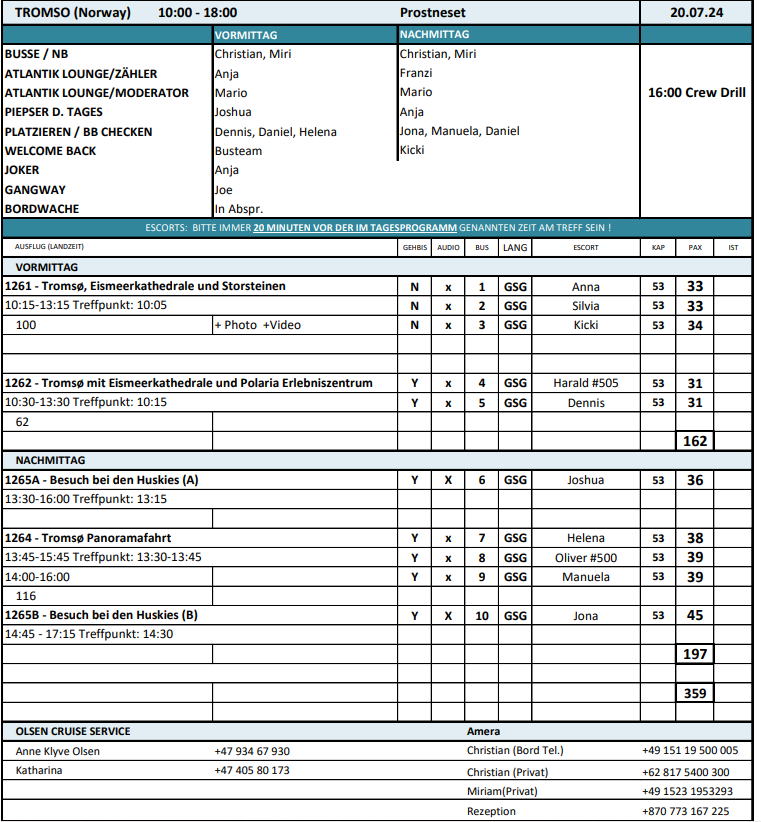 TROMSO (Norway) 10:00 - 18:00 Prostneset 20.07.24
VORMITTAG NACHMITTAG
BUSSE / NB Christian, Miri Christian, Miri
ATLANTIK LOUNGE/ZÄHLER Anja Franzi
ATLANTIK LOUNGE/MODERATOR Mario Mario 16:00 Crew Drill
PIEPSER D. TAGES Joshua Anja
PLATZIEREN / BB CHECKEN Dennis, Daniel, Helena Jona, Manuela, Daniel
WELCOME BACK Busteam Kicki
JOKER Anja
GANGWAY Joe
BORDWACHE In Abspr.
ESCORTS: BITTE IMMER 20 MINUTEN VOR DER IM TAGESPROGRAMM GENANNTEN ZEIT AM TREFF SEIN !
AUSFLUG (LANDZEIT) GEHBIS AUDIO BUS LANG ESCORT KAP PAX IST
VORMITTAG
1261 - Tromsø, Eismeerkathedrale und Storsteinen N x 1 GSG Anna 53 33
10:15-13:15 Treffpunkt: 10:05 N x 2 GSG Silvia 53 33
100 + Photo +Video N x 3 GSG Kicki 53 34
1262 - Tromsø mit Eismeerkathedrale und Polaria Erlebniszentrum Y x 4 GSG Harald #505 53 31
10:30-13:30 Treffpunkt: 10:15 Y x 5 GSG Dennis 53 31
62
162
NACHMITTAG
1265A - Besuch bei den Huskies (A) Y X 6 GSG Joshua 53 36
13:30-16:00 Treffpunkt: 13:15
1264 - Tromsø Panoramafahrt Y x 7 GSG Helena 53 38
13:45-15:45 Treffpunkt: 13:30-13:45 Y x 8 GSG Oliver #500 53 39
14:00-16:00 Y x 9 GSG Manuela 53 39
116
1265B - Besuch bei den Huskies (B) Y X 10 GSG Jona 53 45
14:45 - 17:15 Treffpunkt: 14:30
197
359
OLSEN CRUISE SERVICE Amera
Anne Klyve Olsen +47 934 67 930 Christian (Bord Tel.) +49 151 19 500 005
Katharina +47 405 80 173 Christian (Privat) +62 817 5400 300
Miriam(Privat) +49 1523 1953293
Rezeption +870 773 167 225